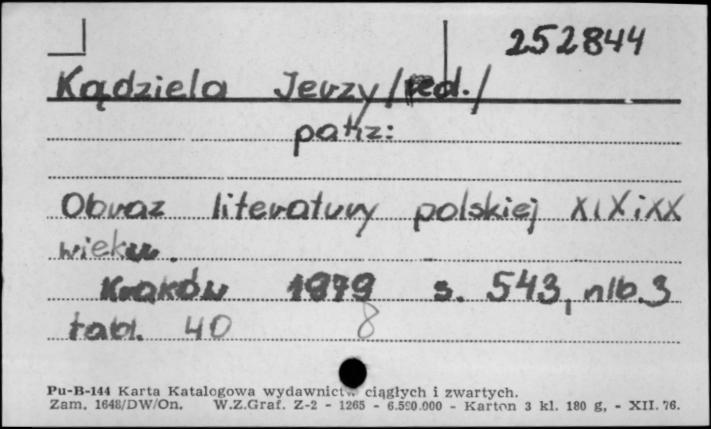 252844
Kądziela Jerzy /red./
patrz:
Obraz literatury polskiej XIX i XX
wieku.
Kraków 1979 s. 543, nlb. 3
tabl. 40 8
Pu-B-144 Karta Katalogowa wydawnictw ciągłych i zwartych.
Zam. 1648/DW/On. W.Z.Graf. Z-2 - 1265 - 6.590.000 - Karton 3 kl. 180 g, - XII. 76.